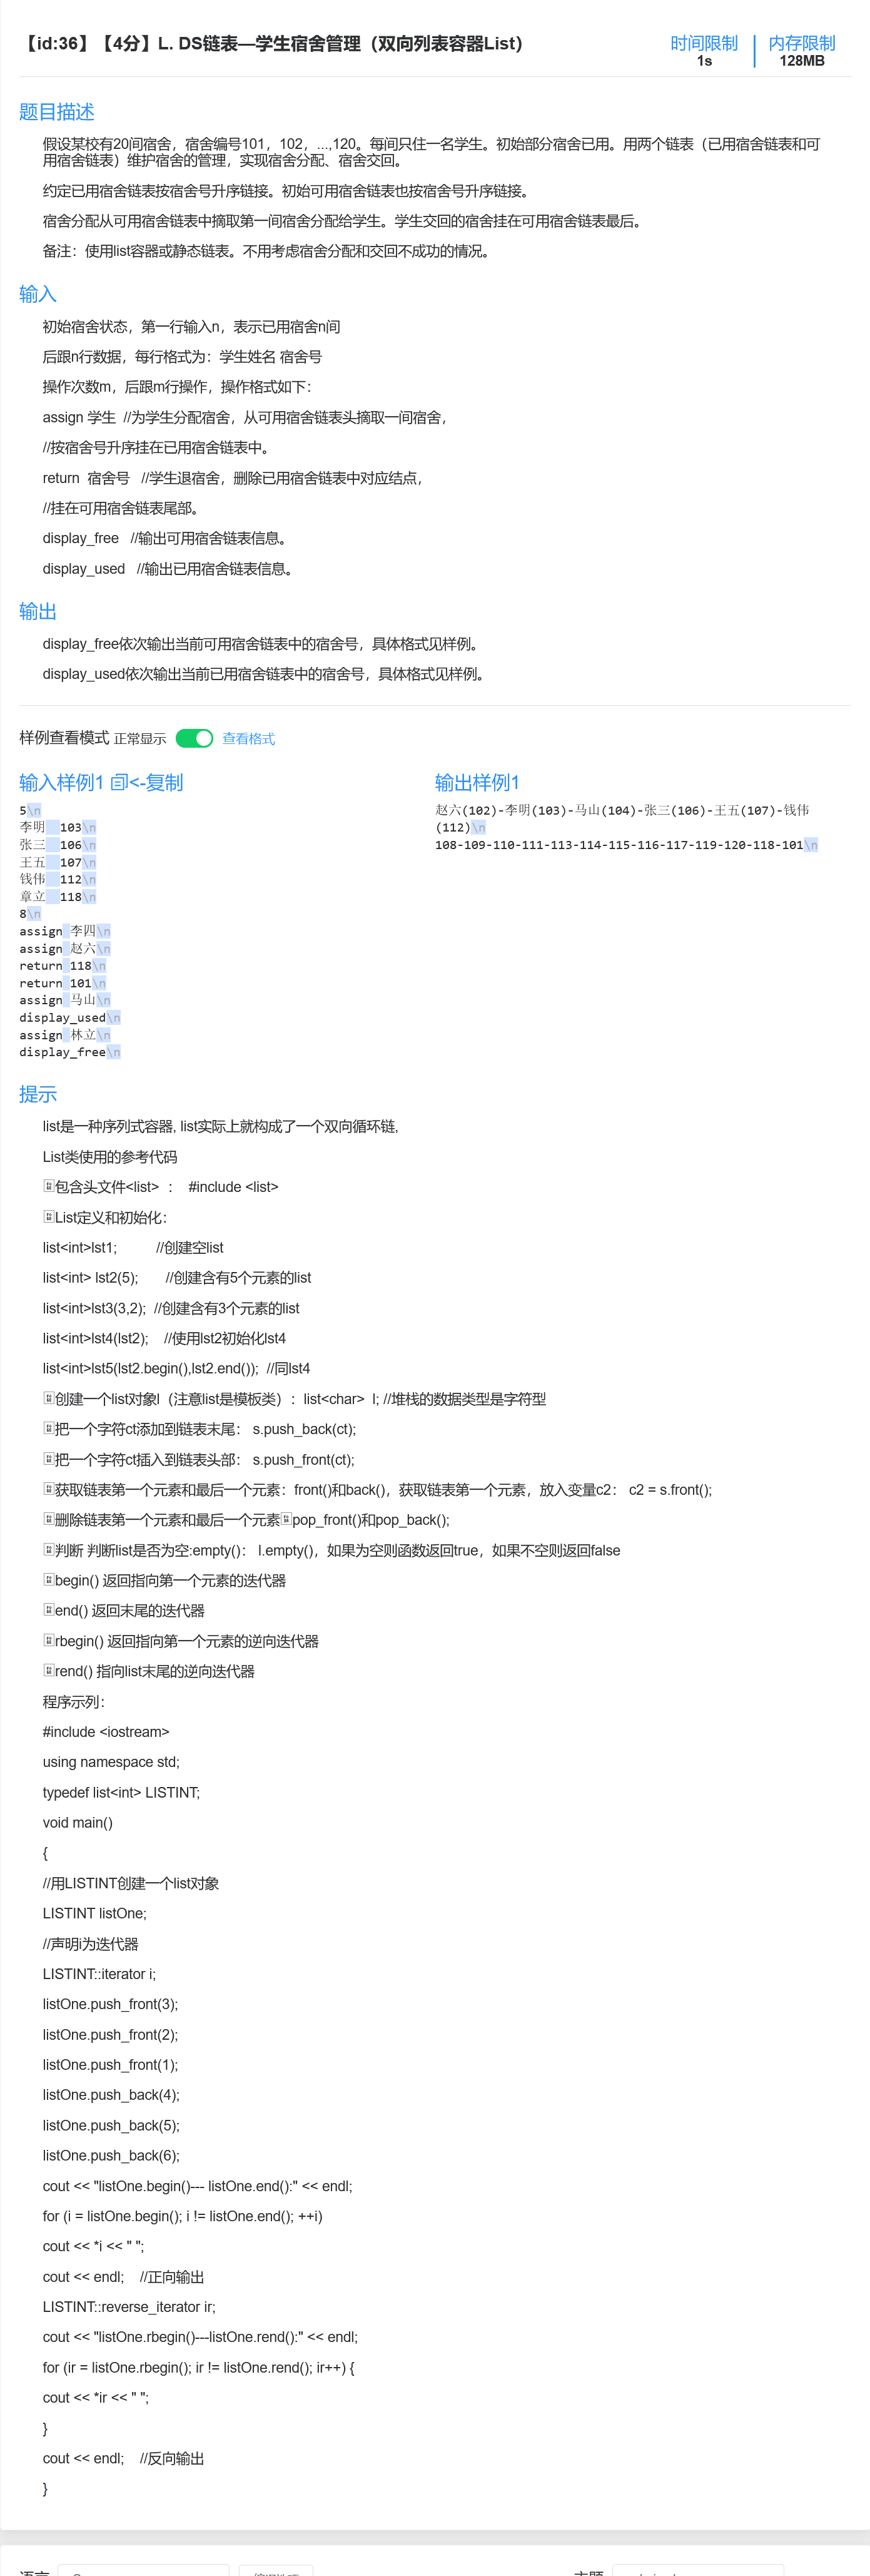 【id:36】【4分】L. DS链表—学生宿舍管理（双向列表容器List）
时间限制
1s
内存限制
128MB
题目描述
假设某校有20间宿舍，宿舍编号101，102，...,120。每间只住一名学生。初始部分宿舍已用。用两个链表（已用宿舍链表和可
用宿舍链表）维护宿舍的管理，实现宿舍分配、宿舍交回。
约定已用宿舍链表按宿舍号升序链接。初始可用宿舍链表也按宿舍号升序链接。
宿舍分配从可用宿舍链表中摘取第一间宿舍分配给学生。学生交回的宿舍挂在可用宿舍链表最后。
备注：使用list容器或静态链表。不用考虑宿舍分配和交回不成功的情况。
输入
初始宿舍状态，第一行输入n，表示已用宿舍n间
后跟n行数据，每行格式为：学生姓名 宿舍号
操作次数m，后跟m行操作，操作格式如下：
assign 学生  //为学生分配宿舍，从可用宿舍链表头摘取一间宿舍，
//按宿舍号升序挂在已用宿舍链表中。
return  宿舍号   //学生退宿舍，删除已用宿舍链表中对应结点，
//挂在可用宿舍链表尾部。
display_free   //输出可用宿舍链表信息。
display_used   //输出已用宿舍链表信息。
输出
display_free依次输出当前可用宿舍链表中的宿舍号，具体格式见样例。
display_used依次输出当前已用宿舍链表中的宿舍号，具体格式见样例。
样例查看模式 正常显示 查看格式
输入样例1 <-复制
5\n
李明  103\n
张三  106\n
王五  107\n
钱伟  112\n
章立  118\n
8\n
assign 李四\n
assign 赵六\n
return 118\n
return 101\n
assign 马山\n
display_used\n
assign 林立\n
display_free\n
输出样例1
赵六(102)-李明(103)-马山(104)-张三(106)-王五(107)-钱伟
(112)\n
108-109-110-111-113-114-115-116-117-119-120-118-101\n
提示
list是一种序列式容器, list实际上就构成了一个双向循环链,
List类使用的参考代码
包含头文件<list>  ：  #include <list>
List定义和初始化：
list<int>lst1;          //创建空list
list<int> lst2(5);       //创建含有5个元素的list
list<int>lst3(3,2);  //创建含有3个元素的list
list<int>lst4(lst2);    //使用lst2初始化lst4
list<int>lst5(lst2.begin(),lst2.end());  //同lst4
创建一个list对象l（注意list是模板类）: list<char>  l; //堆栈的数据类型是字符型
把一个字符ct添加到链表末尾： s.push_back(ct);
把一个字符ct插入到链表头部： s.push_front(ct);
获取链表第一个元素和最后一个元素：front()和back()，获取链表第一个元素，放入变量c2： c2 = s.front();
删除链表第一个元素和最后一个元素pop_front()和pop_back();
判断 判断list是否为空:empty()： l.empty()，如果为空则函数返回true，如果不空则返回false
begin() 返回指向第一个元素的迭代器
end() 返回末尾的迭代器
rbegin() 返回指向第一个元素的逆向迭代器
rend() 指向list末尾的逆向迭代器
程序示列：
#include <iostream>
using namespace std;
typedef list<int> LISTINT;
void main()
{
//用LISTINT创建一个list对象
LISTINT listOne;
//声明i为迭代器
LISTINT::iterator i;
listOne.push_front(3);
listOne.push_front(2);
listOne.push_front(1);
listOne.push_back(4);
listOne.push_back(5);
listOne.push_back(6);
cout << "listOne.begin()--- listOne.end():" << endl;
for (i = listOne.begin(); i != listOne.end(); ++i)
cout << *i << " ";
cout << endl;    //正向输出
LISTINT::reverse_iterator ir;
cout << "listOne.rbegin()---listOne.rend():" << endl;
for (ir = listOne.rbegin(); ir != listOne.rend(); ir++) {
cout << *ir << " ";
}
cout << endl;    //反向输出
}